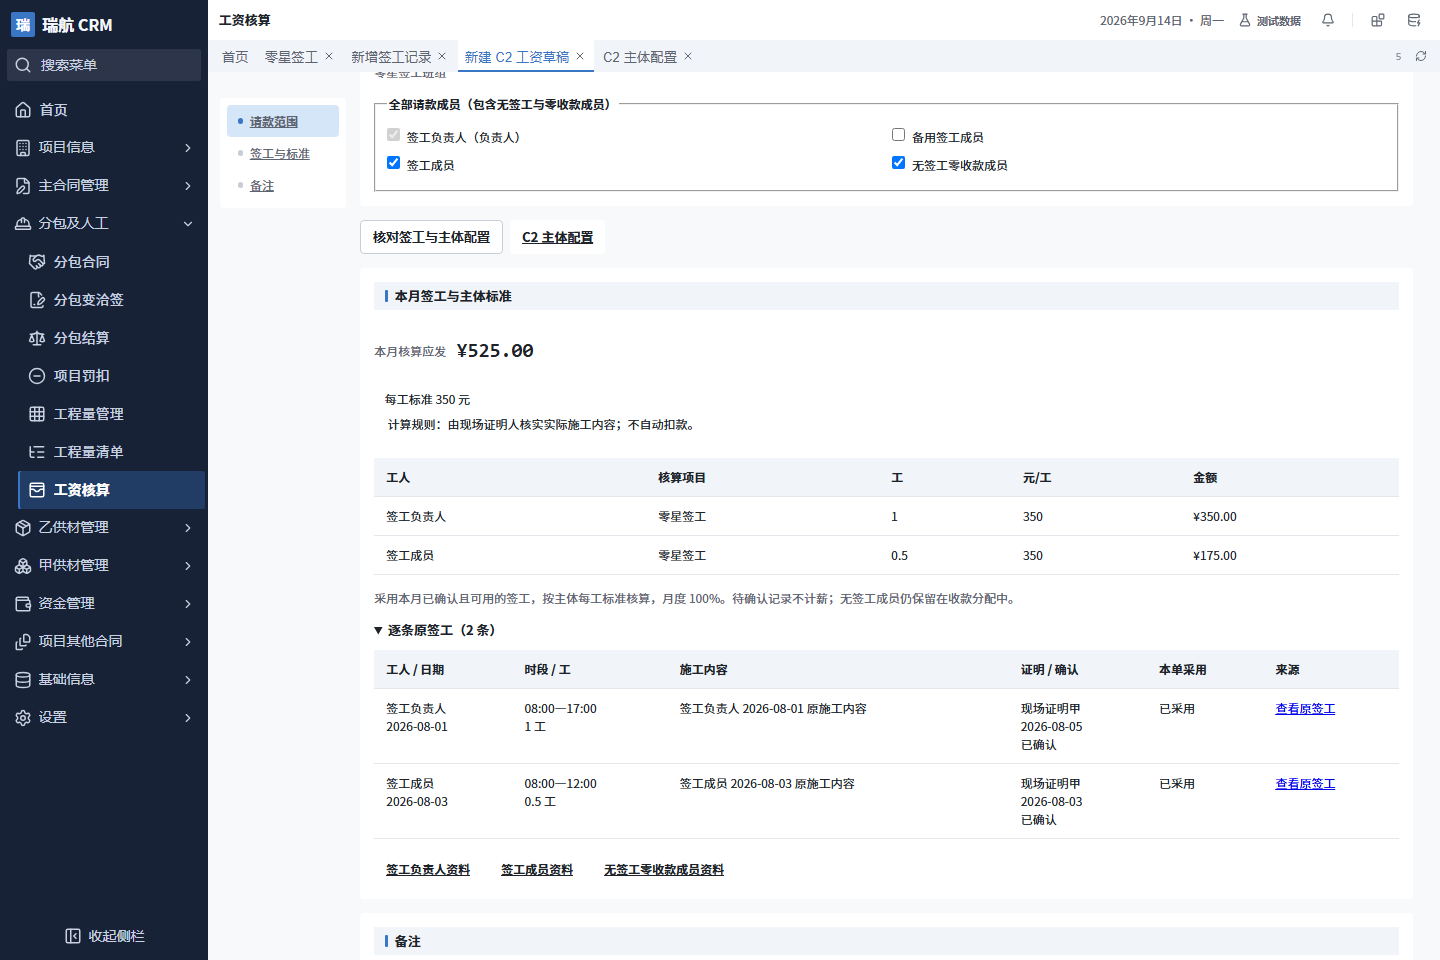 瑞 瑞航 CRM
搜索菜单
首页
项目信息
主合同管理
分包及人工
分包合同
分包变洽签
分包结算
项目罚扣
工程量管理
工程量清单
工资核算
乙供材管理
甲供材管理
资金管理
项目其他合同
基础信息
设置
收起侧栏
工资核算
2026年9月14日 · 周一 测试数据
首页 零星签工 × 新增签工记录 × 新建 C2 工资草稿 × C2 主体配置 × 5
请款范围
签工与标准
备注
零星签工班组
全部请款成员（包含无签工与零收款成员）
签工负责人（负责人） 备用签工成员
签工成员 无签工零收款成员
核对签工与主体配置 C2 主体配置
本月签工与主体标准
本月核算应发 ¥525.00
每工标准 350 元
计算规则：由现场证明人核实实际施工内容；不自动扣款。
工人 核算项目 工 元/工 金额
签工负责人 零星签工 1 350 ¥350.00
签工成员 零星签工 0.5 350 ¥175.00
采用本月已确认且可用的签工，按主体每工标准核算，月度 100%。待确认记录不计薪；无签工成员仍保留在收款分配中。
▼ 逐条原签工（2 条）
工人 / 日期 时段 / 工 施工内容 证明 / 确认 本单采用 来源
签工负责人 08:00—17:00 签工负责人 2026-08-01 原施工内容 现场证明甲 已采用 查看原签工
2026-08-01 1 工 2026-08-05
已确认
签工成员 08:00—12:00 签工成员 2026-08-03 原施工内容 现场证明甲 已采用 查看原签工
2026-08-03 0.5 工 2026-08-03
已确认
签工负责人资料 签工成员资料 无签工零收款成员资料
备注